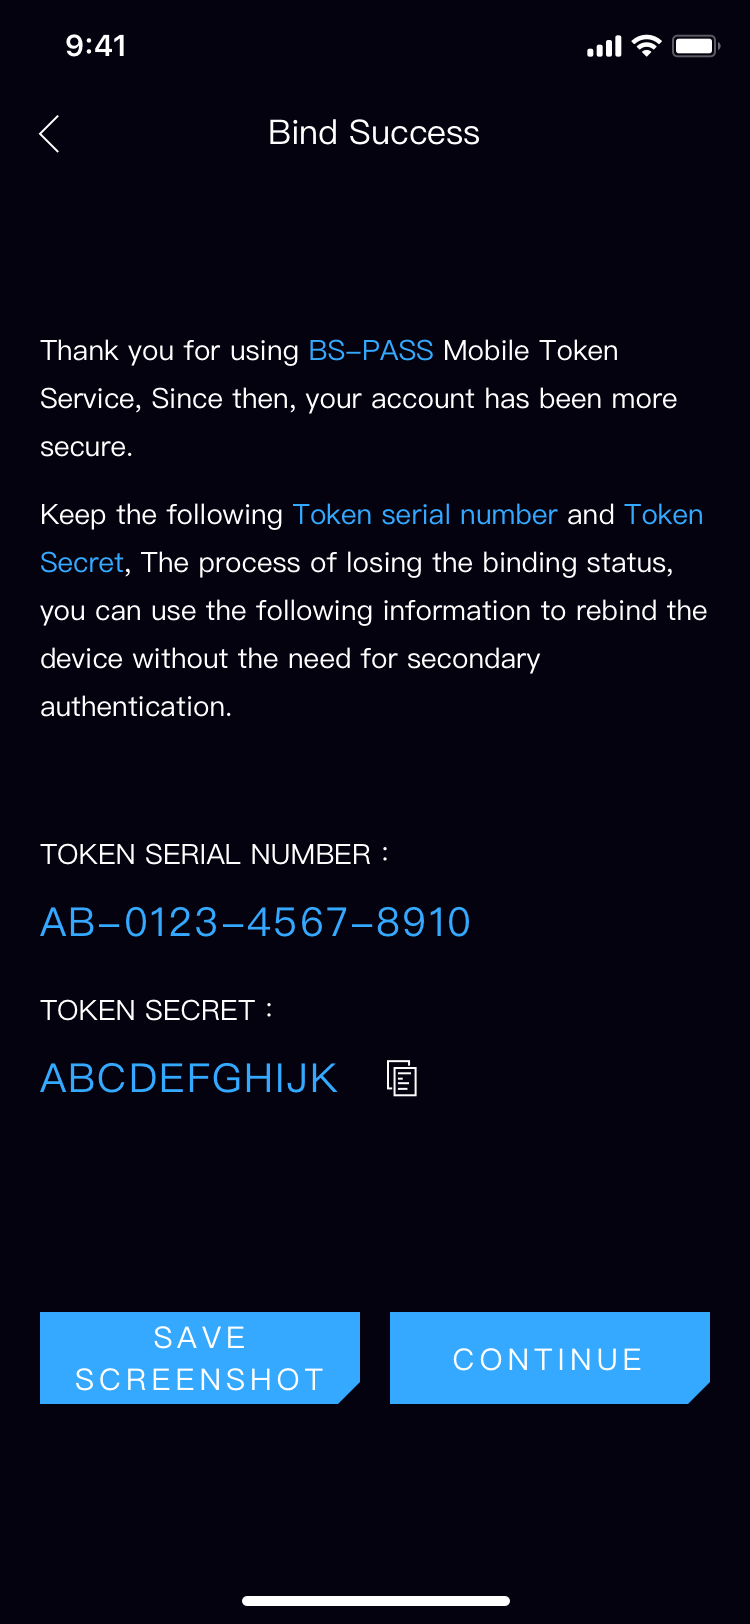 9:41
Bind Success
Thank you for using BS-PASS Mobile Token
Service, Since then, your account has been more
secure.
Keep the following Token serial number and Token
Secret, The process of losing the binding status,
you can use the following information to rebind the
device without the need for secondary
authentication.
TOKEN SERIAL NUMBER：
AB-0123-4567-8910
TOKEN SECRET：
ABCDEFGHIJK
SAVE
SCREENSHOT
CONTINUE